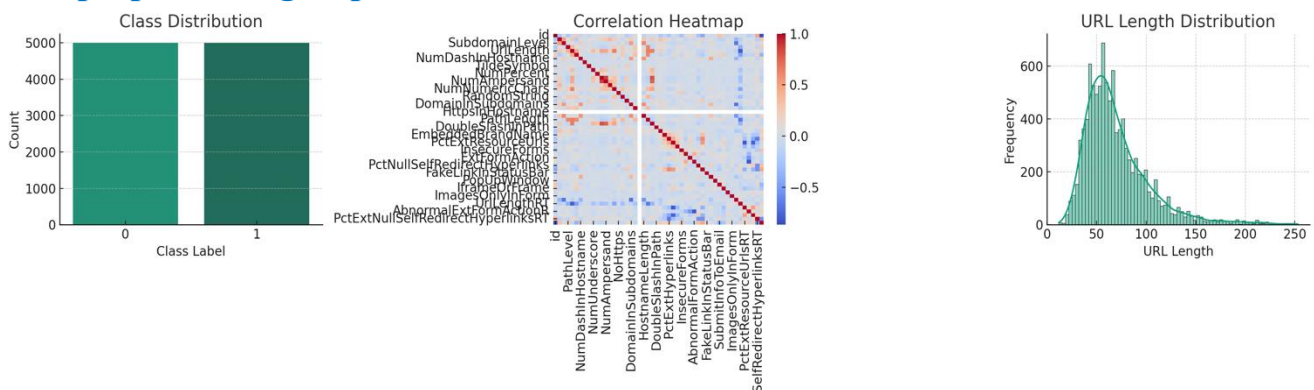 Class Distribution
5000
4000
3000
2000
1000
0
Count
0
1
Class Label
Correlation Heatmap
id
SubdomainLevel
UrlLength
NumDashInHostname
TildeSymbol
NumPercent
NumAmpersand
NumNumericChars
RandomString
DomainInSubdomains
HttpsInHostname
PathLength
DoubleSlashInPath
EmbeddedBrandName
PctExtResourceUrls
InsecureForms
ExtFormAction
PctNullSelfRedirectHyperlinks
FakeLinkInStatusBar
PopUpWindow
IframeOrFrame
ImagesOnlyInForm
UrlLengthRT
AbnormalExtFormActionR
PctExtNullSelfRedirectHyperlinksRT
id
PathLevel
NumDashInHostname
NumUnderscore
NumAmpersand
NoHttps
DomainInSubdomains
HostnameLength
DoubleSlashInPath
PctExtHyperlinks
InsecureForms
AbnormalFormAction
FakeLinkInStatusBar
SubmitInfoToEmail
ImagesOnlyInForm
PctExtResourceUrlsRT
SelfRedirectHyperlinksRT
1.0
0.5
0.0
−0.5
URL Length Distribution
600
400
200
0
Frequency
0
50
100
150
200
250
URL Length